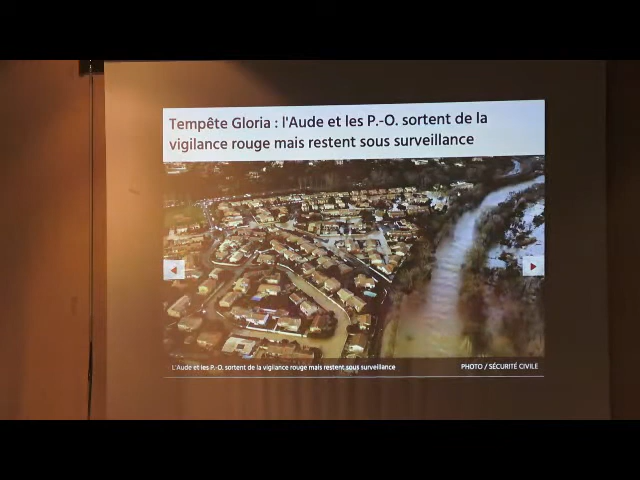 Tempête Gloria : l'Aude et les P.-O. sortent de la
vigilance rouge mais restent sous surveillance
L'Aude et les P.-O. sortent de la vigilance rouge mais restent sous surveillance
PHOTO / SÉCURITÉ CIVILE